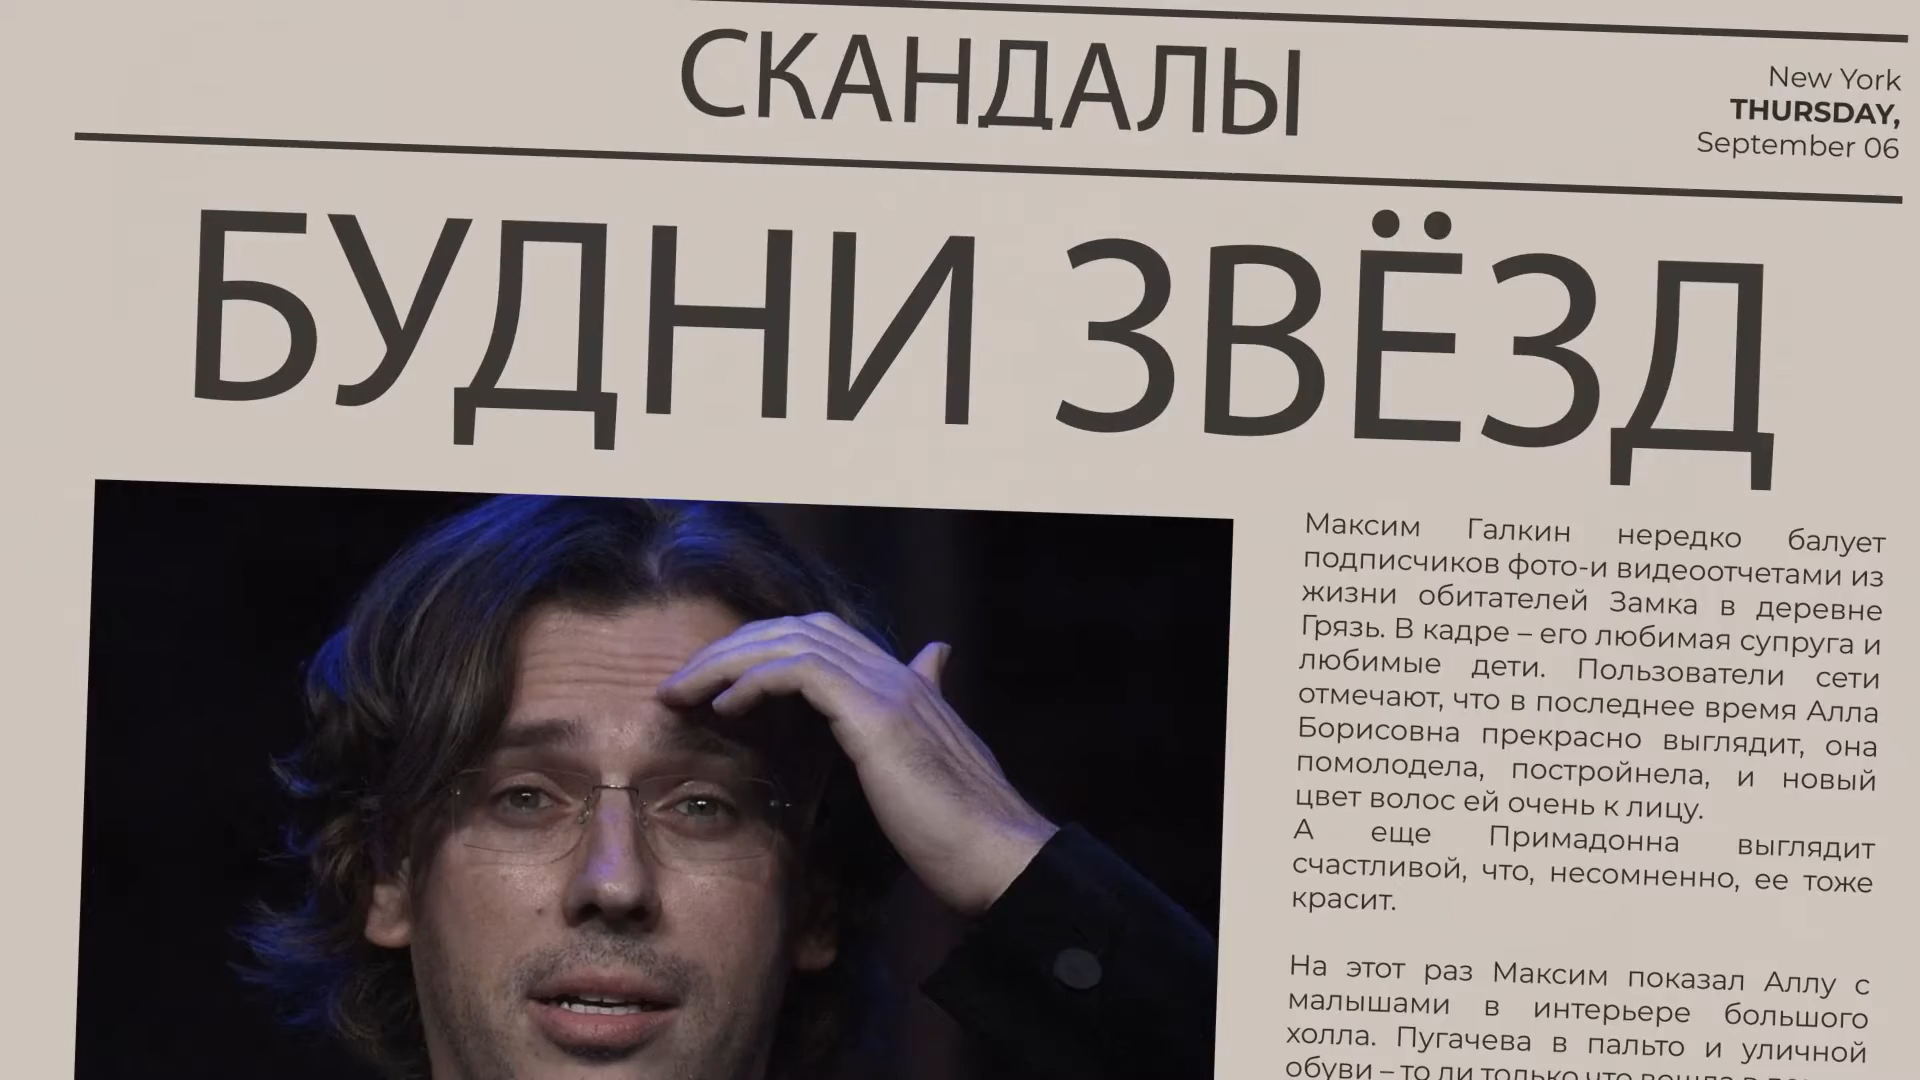 СКАНДАЛЫ
New York
THURSDAY,
September 06
БУДНИ ЗВЁЗД
Максим Галкин нередко балует
подписчиков фото-и видеоотчетами из
жизни обитателей Замка в деревне
Грязь. В кадре – его любимая супруга и
любимые дети. Пользователи сети
отмечают, что в последнее время Алла
Борисовна прекрасно выглядит, она
помолодела, постройнела, и новый
цвет волос ей очень к лицу.
А еще Примадонна выглядит
счастливой, что, несомненно, ее тоже
красит.
На этот раз Максим показал Аллу с
малышами в интерьере большого
холла. Пугачева в пальто и уличной
обуви – то ли только что вошла в